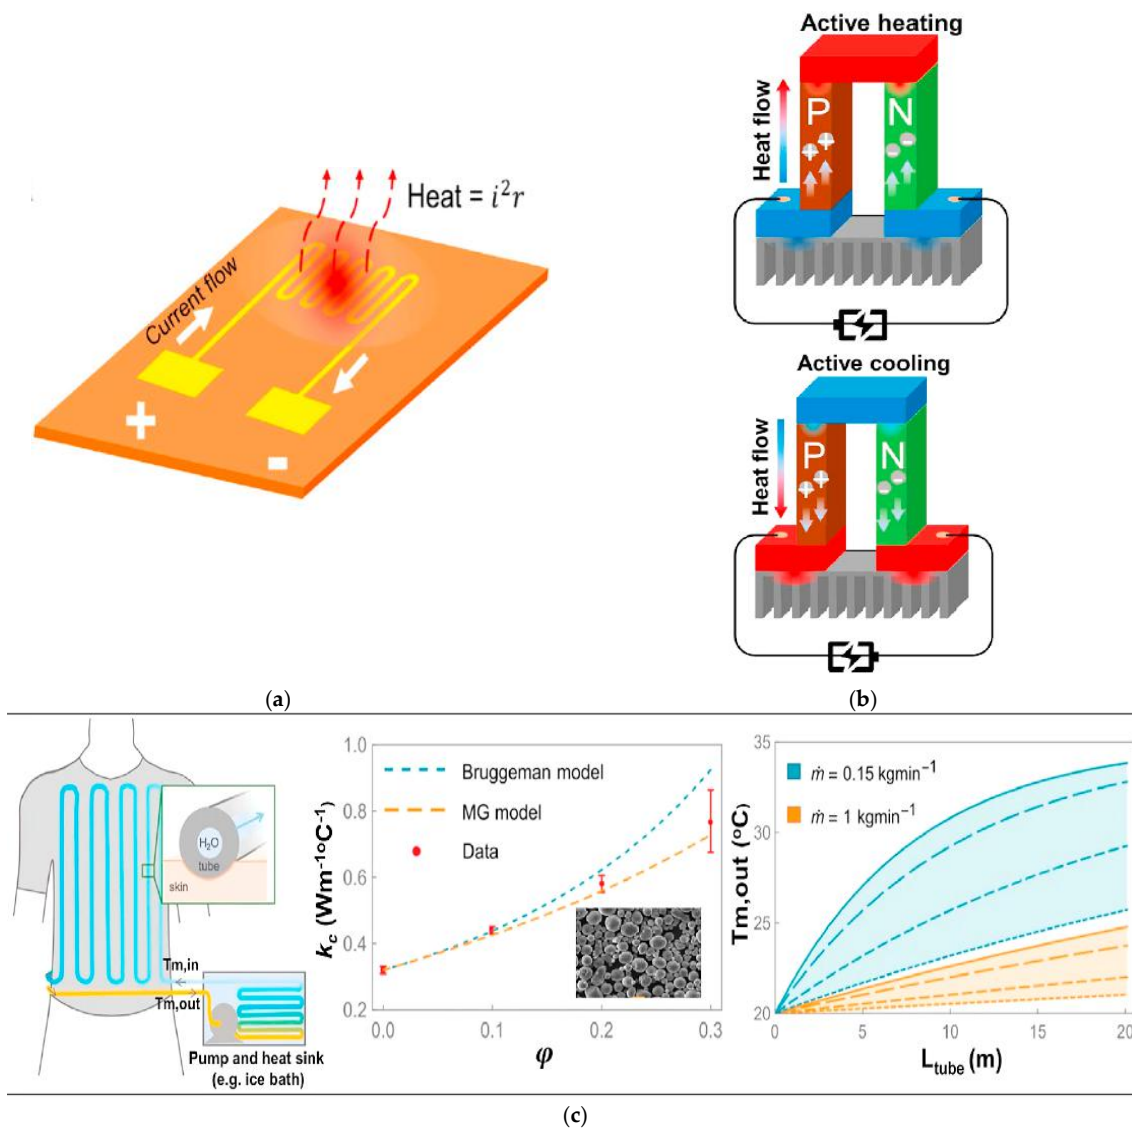 Heat = i²r
Current flow
+
-
(a)
Active heating
Heat flow
P
N
+ +
- -
Active cooling
Heat flow
P
N
+ +
- -
(b)
H₂O
tube
skin
Tm,in
Tm,out
Pump and heat sink
(e.g. ice bath)
1.0
0.8
0.6
0.4
0.2
k_c (Wm⁻¹°C⁻¹)
Bruggeman model
MG model
Data
0.0
0.1
0.2
0.3
φ
35
30
25
20
Tm,out (°C)
ṁ = 0.15 kgmin⁻¹
ṁ = 1 kgmin⁻¹
0
5
10
15
20
L_tube (m)
(c)